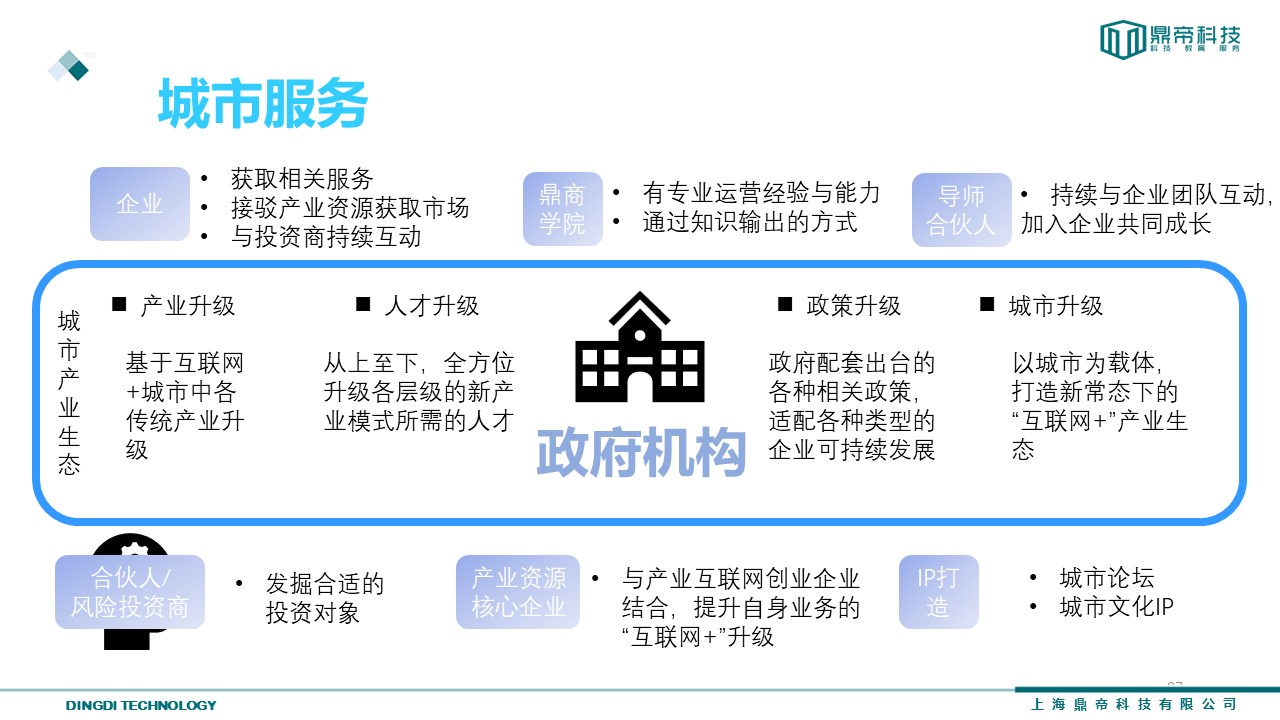 鼎帝科技
科技 教育 服务
城市服务
企业
• 获取相关服务
• 接驳产业资源获取市场
• 与投资商持续互动
鼎商
学院
• 有专业运营经验与能力
• 通过知识输出的方式
导师
合伙人
• 持续与企业团队互动,
加入企业共同成长
城
市
产
业
生
态
■ 产业升级
基于互联网
+城市中各
传统产业升
级
■ 人才升级
从上至下，全方位
升级各层级的新产
业模式所需的人才
政府机构
■ 政策升级
政府配套出台的
各种相关政策，
适配各种类型的
企业可持续发展
■ 城市升级
以城市为载体，
打造新常态下的
“互联网+”产业生
态
合伙人/
风险投资商
• 发掘合适的
投资对象
产业资源
核心企业
• 与产业互联网创业企业
结合，提升自身业务的
“互联网+”升级
IP打
造
• 城市论坛
• 城市文化IP
DINGDI TECHNOLOGY
上海鼎帝科技有限公司